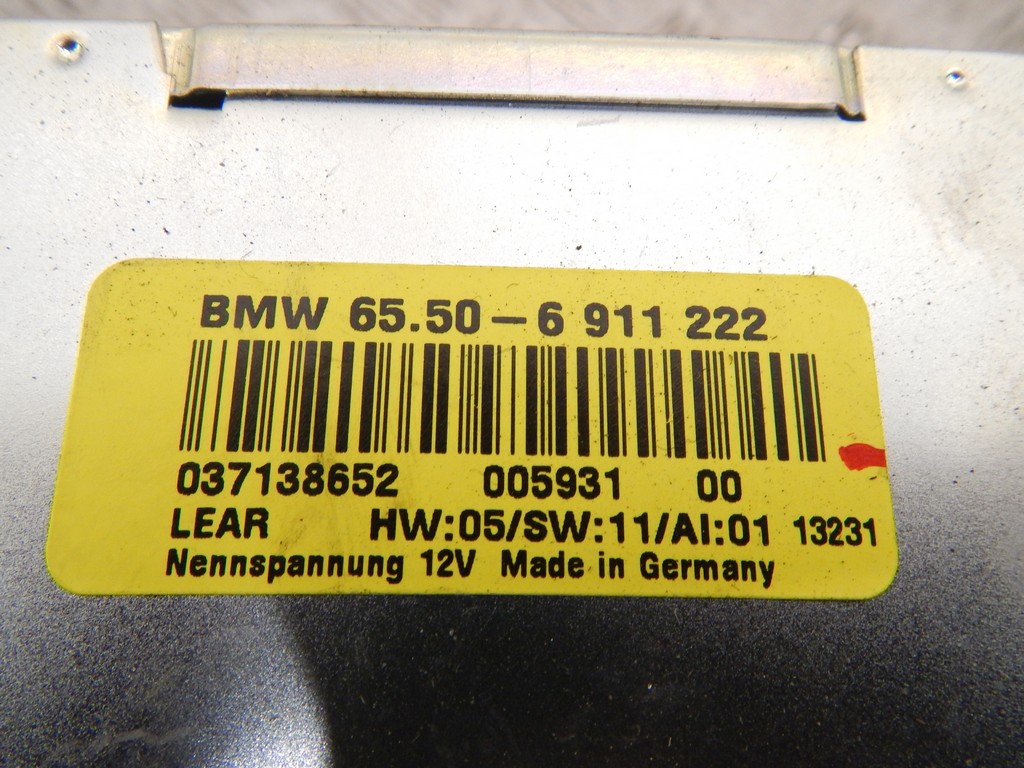 BMW 65.50-6 911 222
037138652 005931 00
LEAR HW:05/SW:11/AI:01 13231
Nennspannung 12V Made in Germany